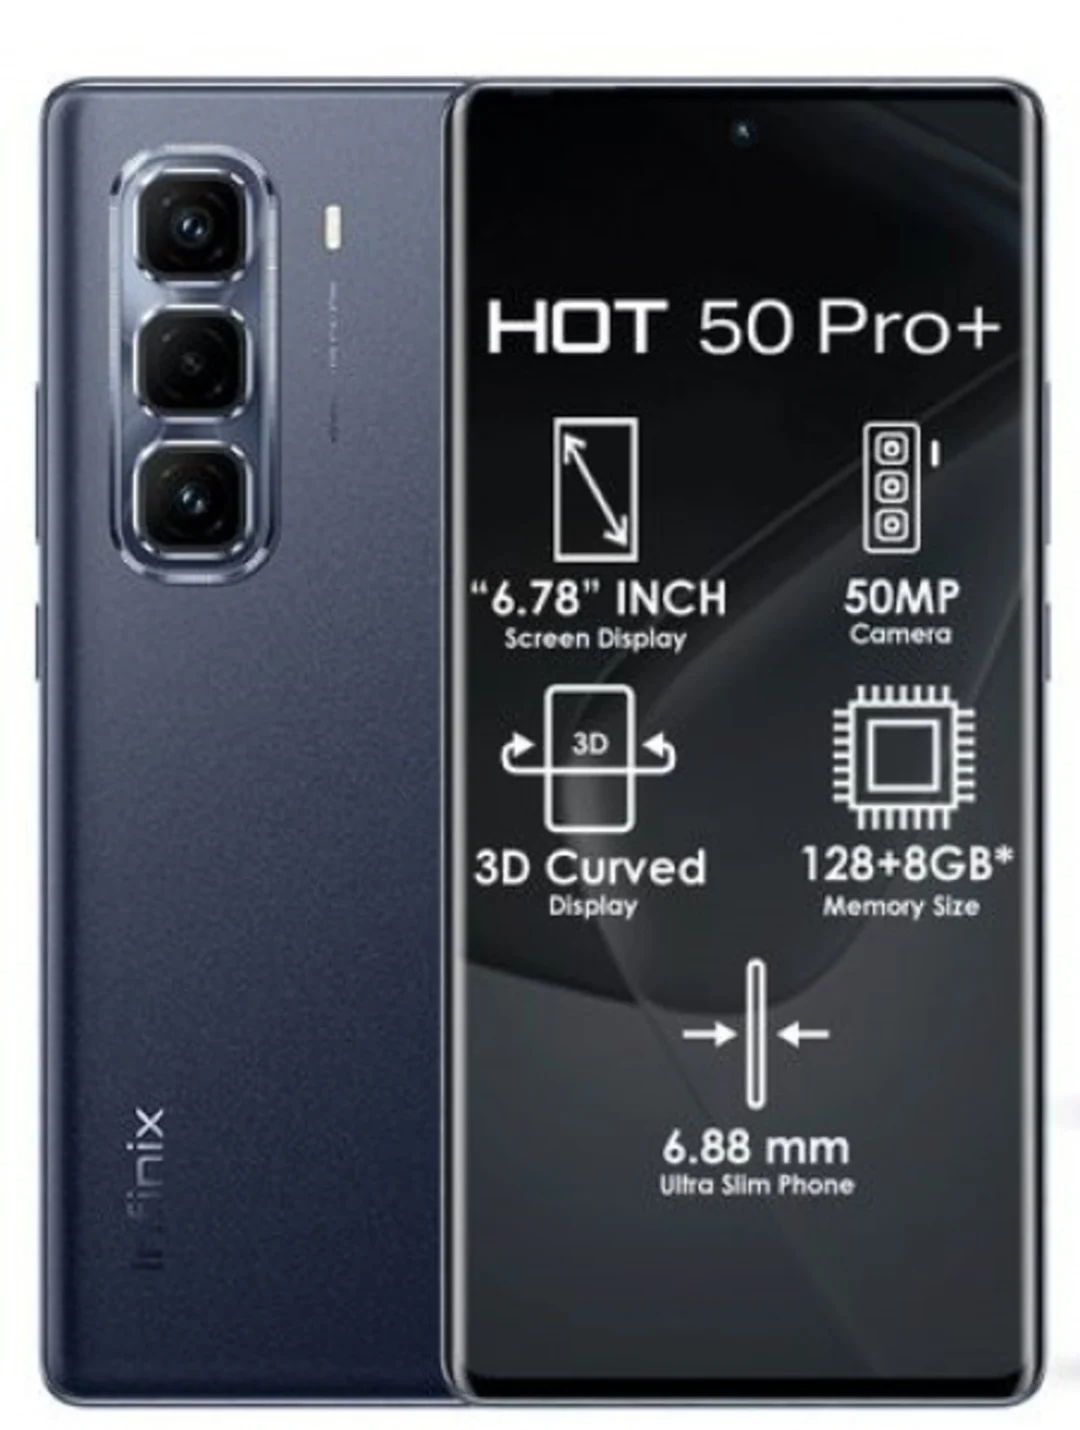 HOT 50 Pro+
“6.78” INCH
Screen Display
50MP
Camera
3D
3D Curved
Display
128+8GB*
Memory Size
6.88 mm
Ultra Slim Phone
Infinix